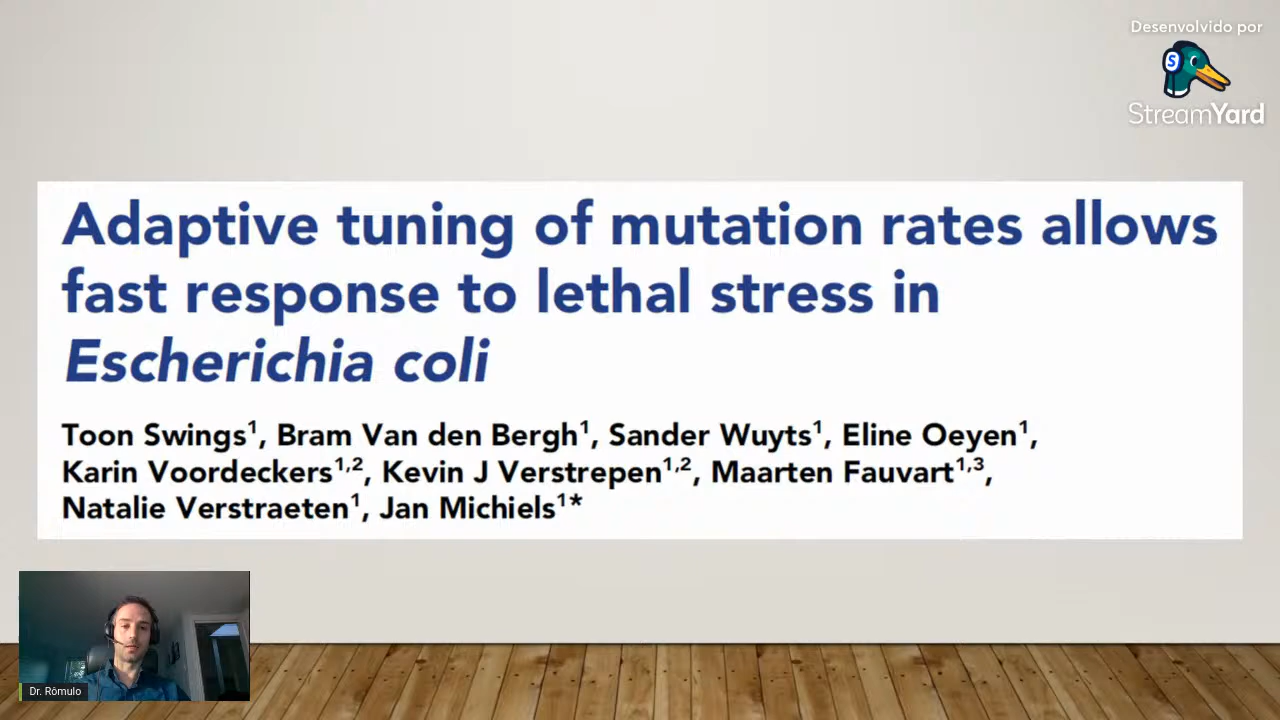 Desenvolvido por
S
StreamYard
Adaptive tuning of mutation rates allows
fast response to lethal stress in
Escherichia coli
Toon Swings¹, Bram Van den Bergh¹, Sander Wuyts¹, Eline Oeyen¹,
Karin Voordeckers¹,², Kevin J Verstrepen¹,², Maarten Fauvart¹,³,
Natalie Verstraeten¹, Jan Michiels¹*
Dr. Rômulo